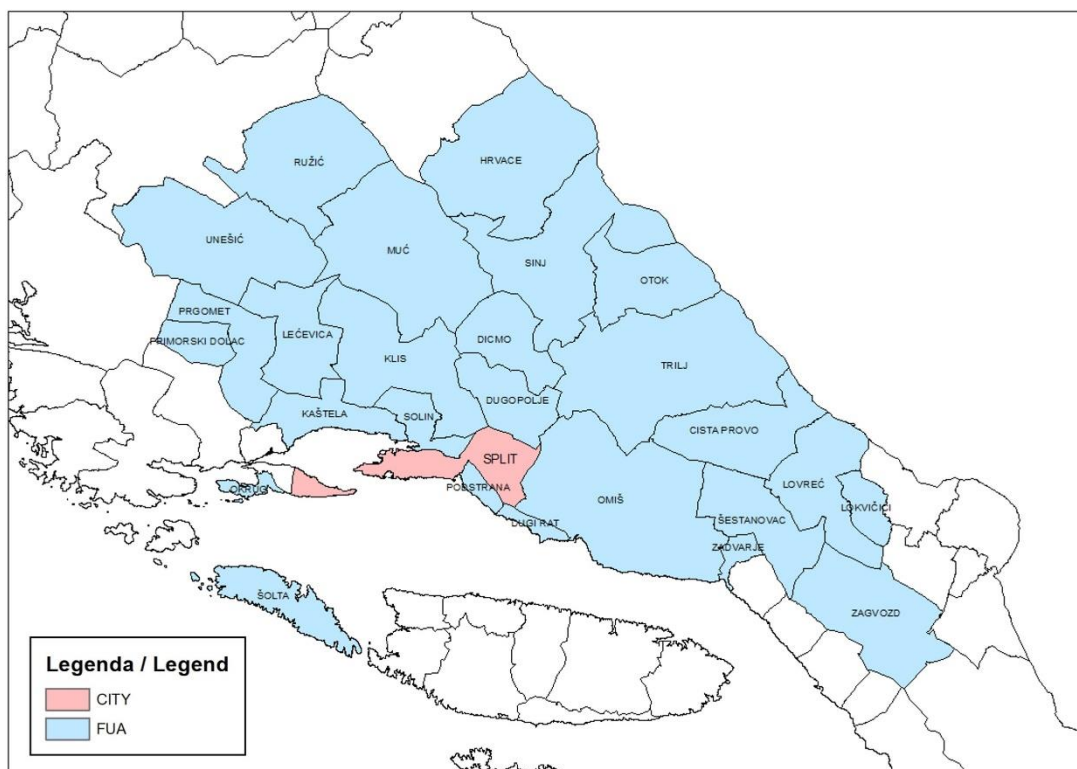 RUŽIĆ
HRVACE
UNEŠIĆ
MUĆ
SINJ
OTOK
PRGOMET
PRIMORSKI DOLAC
LEĆEVICA
DICMO
KLIS
TRILJ
DUGOPOLJE
KAŠTELA
SOLIN
CISTA PROVO
SPLIT
OKRUG
PODSTRANA
OMIŠ
LOVREĆ
LOKVIČIĆI
DUGI RAT
ŠESTANOVAC
ZADVARJE
ŠOLTA
ZAGVOZD
Legenda / Legend
CITY
FUA